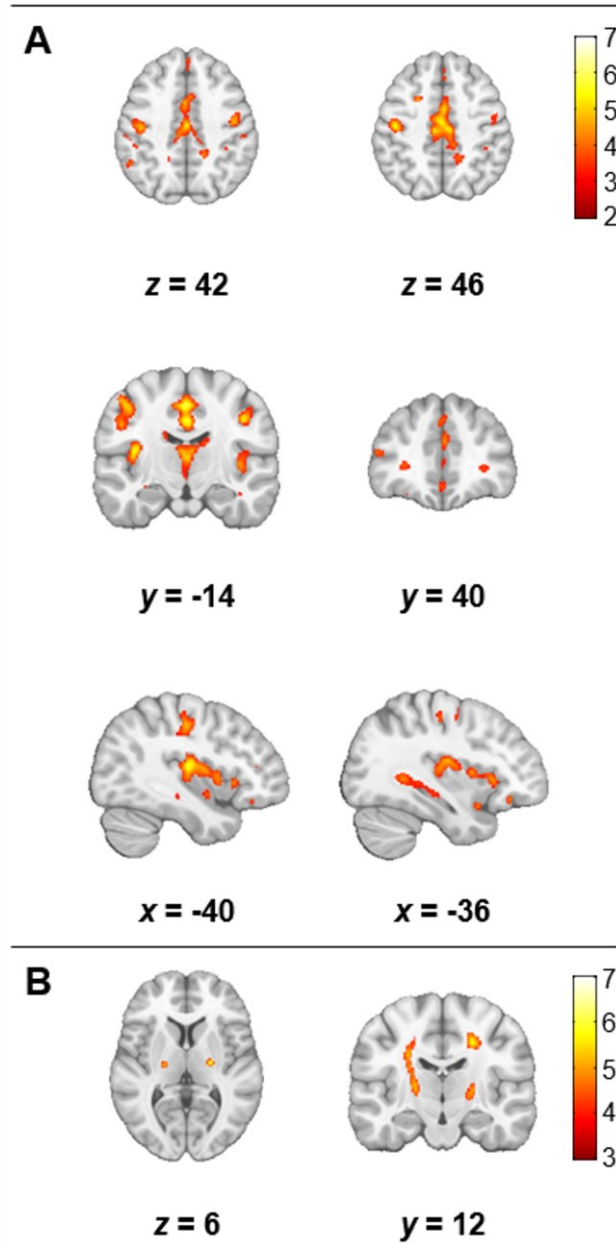 A
7
6
5
4
3
2
z = 42
z = 46
y = -14
y = 40
x = -40
x = -36
B
7
6
5
4
3
z = 6
y = 12